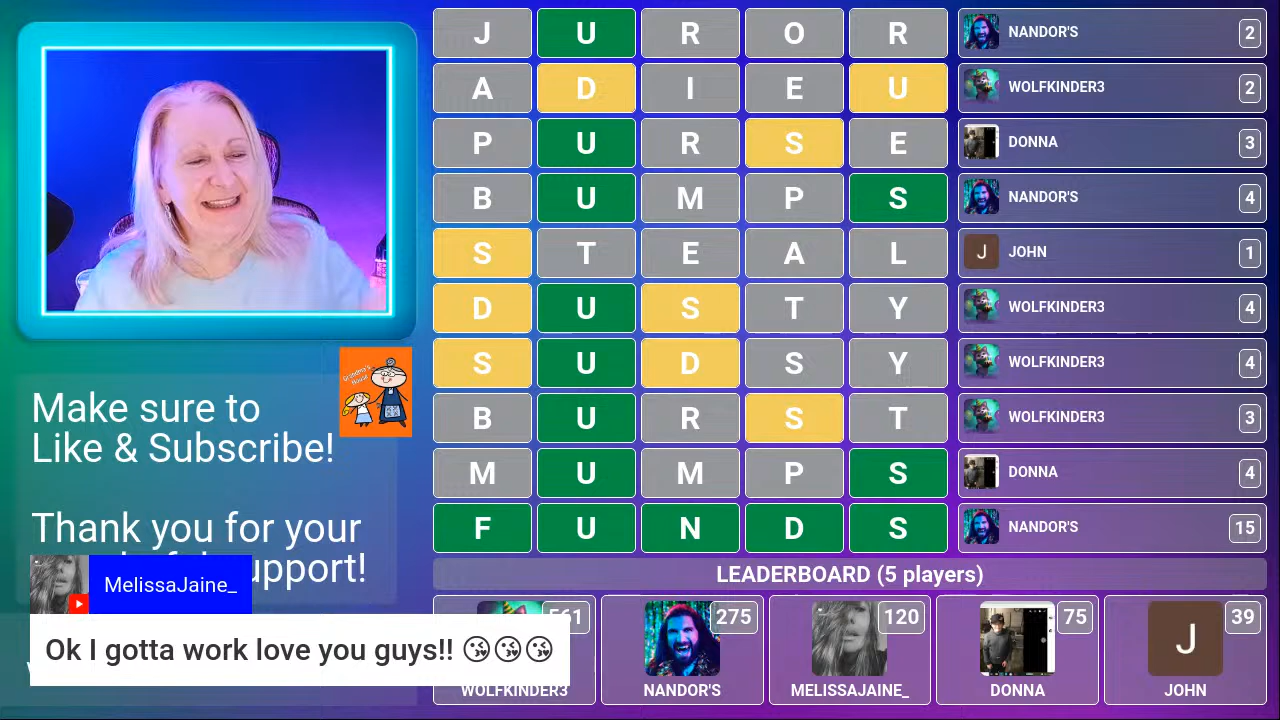 J U R O R NANDOR'S 2
A D I E U WOLFKINDER3 2
P U R S E DONNA 3
B U M P S NANDOR'S 4
S T E A L J JOHN 1
D U S T Y WOLFKINDER3 4
S U D S Y WOLFKINDER3 4
B U R S T WOLFKINDER3 3
M U M P S DONNA 4
F U N D S NANDOR'S 15
Grandmy's
House
Make sure to
Like & Subscribe!
Thank you for your
upport!
MelissaJaine_
Ok I gotta work love you guys!! 😘😘😘
LEADERBOARD (5 players)
561 275 120 75 J 39
WOLFKINDER3 NANDOR'S MELISSAJAINE_ DONNA JOHN